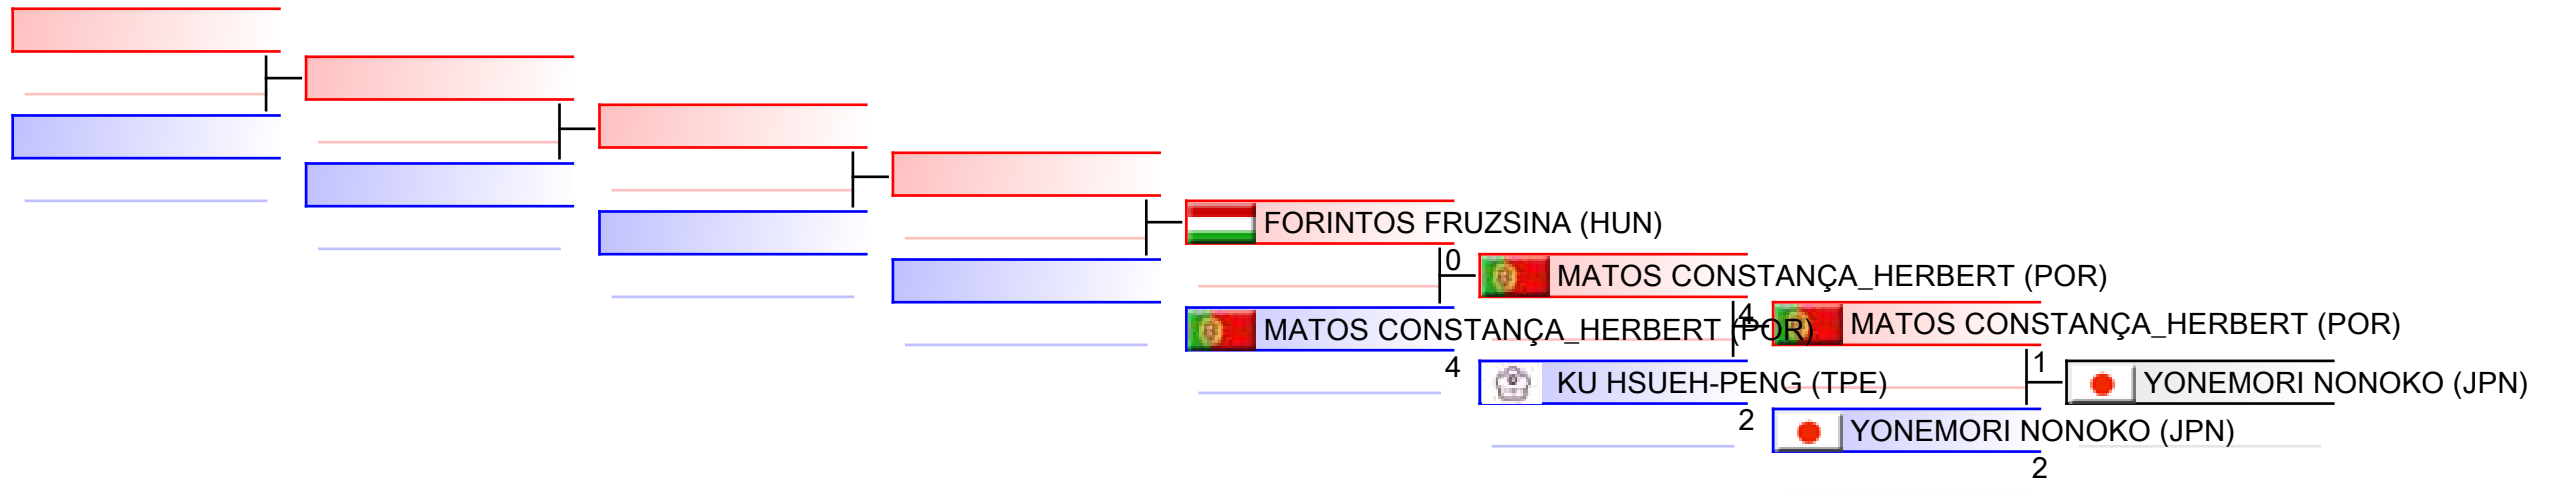 FORINTOS FRUZSINA (HUN)
0
MATOS CONSTANÇA_HERBERT (POR)
4
MATOS CONSTANÇA_HERBERT (POR)
4
KU HSUEH-PENG (TPE)
2
MATOS CONSTANÇA_HERBERT (POR)
1
YONEMORI NONOKO (JPN)
2
YONEMORI NONOKO (JPN)